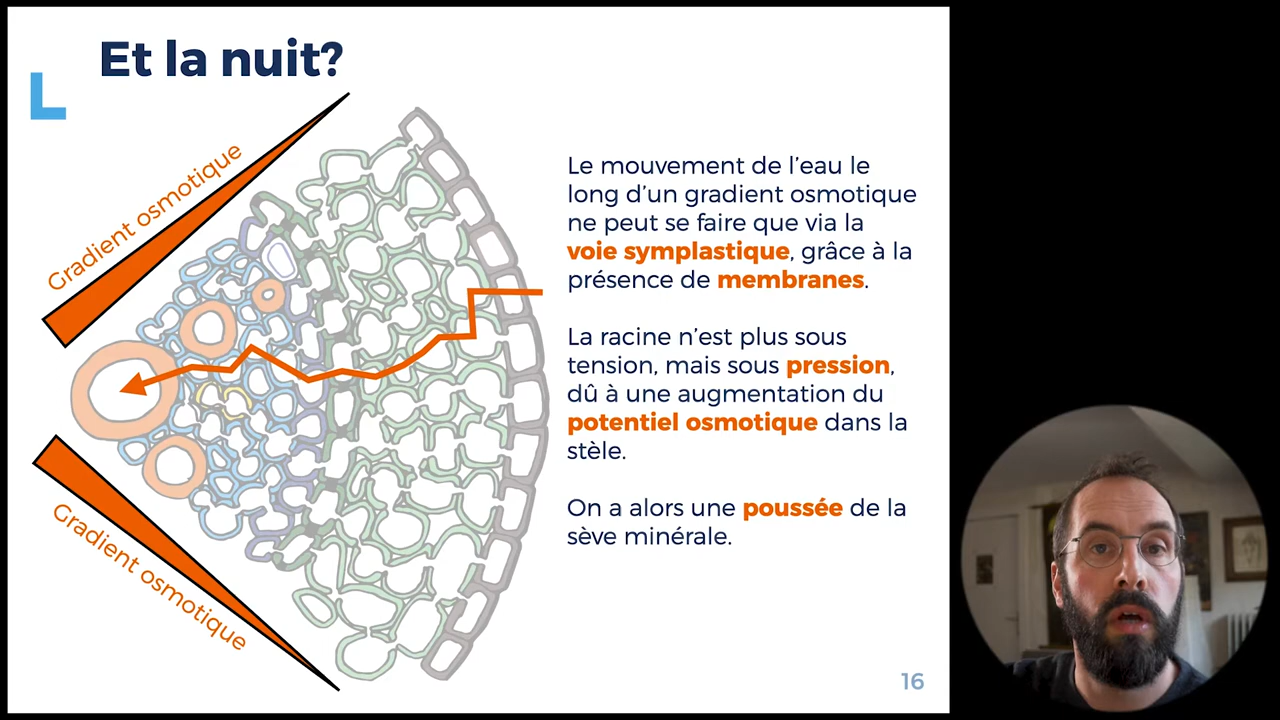 Et la nuit?
Gradient osmotique
Le mouvement de l'eau le
long d'un gradient osmotique
ne peut se faire que via la
voie symplastique, grâce à la
présence de membranes.
La racine n'est plus sous
tension, mais sous pression,
dû à une augmentation du
potentiel osmotique dans la
stèle.
On a alors une poussée de la
sève minérale.
Gradient osmotique
16